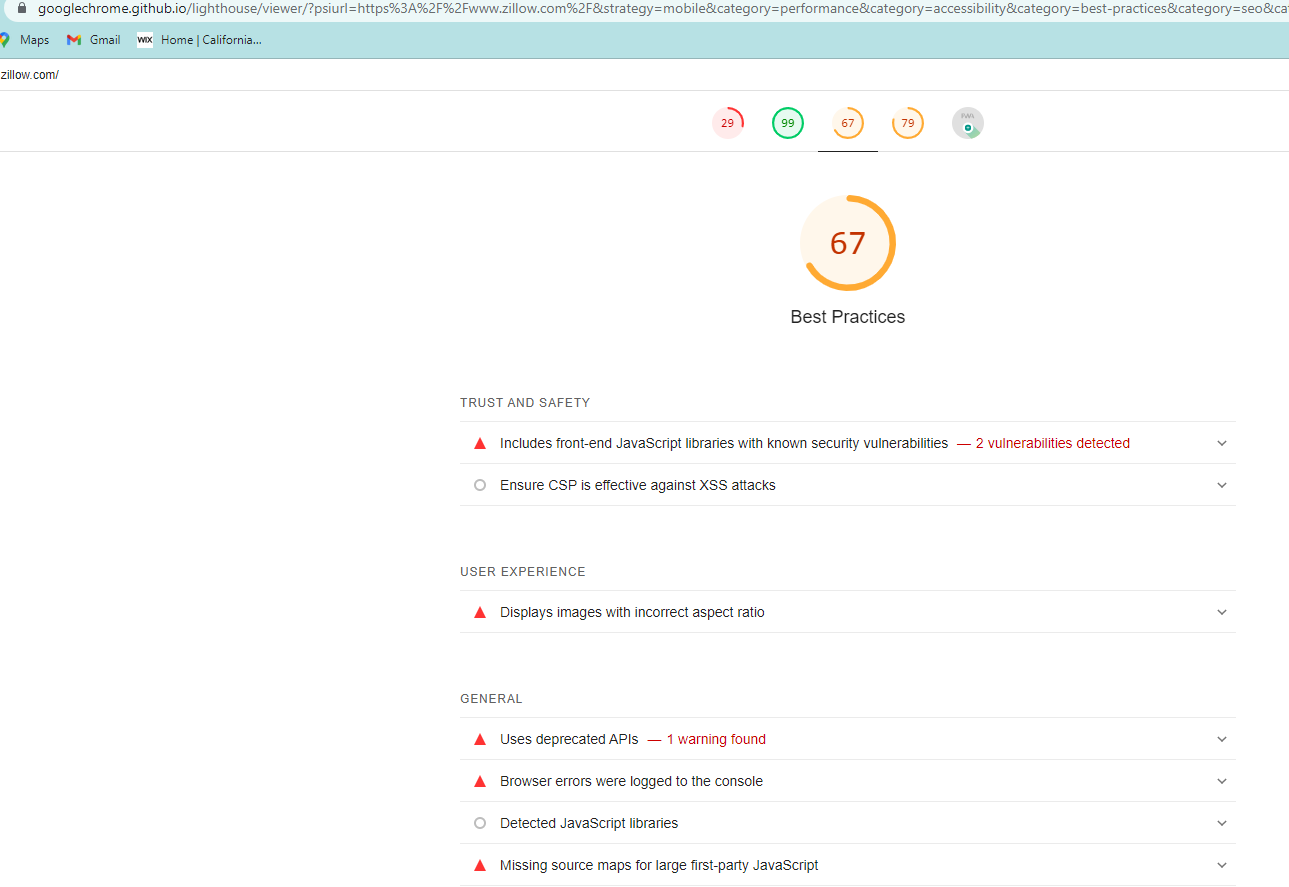 googlechrome.github.io/lighthouse/viewer/?psiurl=https%3A%2F%2Fwww.zillow.com%2F&strategy=mobile&category=performance&category=accessibility&category=best-practices&category=seo&cat
Maps Gmail WIX Home | California...
zillow.com/
29 99 67 79 PWA
67
Best Practices
TRUST AND SAFETY
Includes front-end JavaScript libraries with known security vulnerabilities — 2 vulnerabilities detected
Ensure CSP is effective against XSS attacks
USER EXPERIENCE
Displays images with incorrect aspect ratio
GENERAL
Uses deprecated APIs — 1 warning found
Browser errors were logged to the console
Detected JavaScript libraries
Missing source maps for large first-party JavaScript